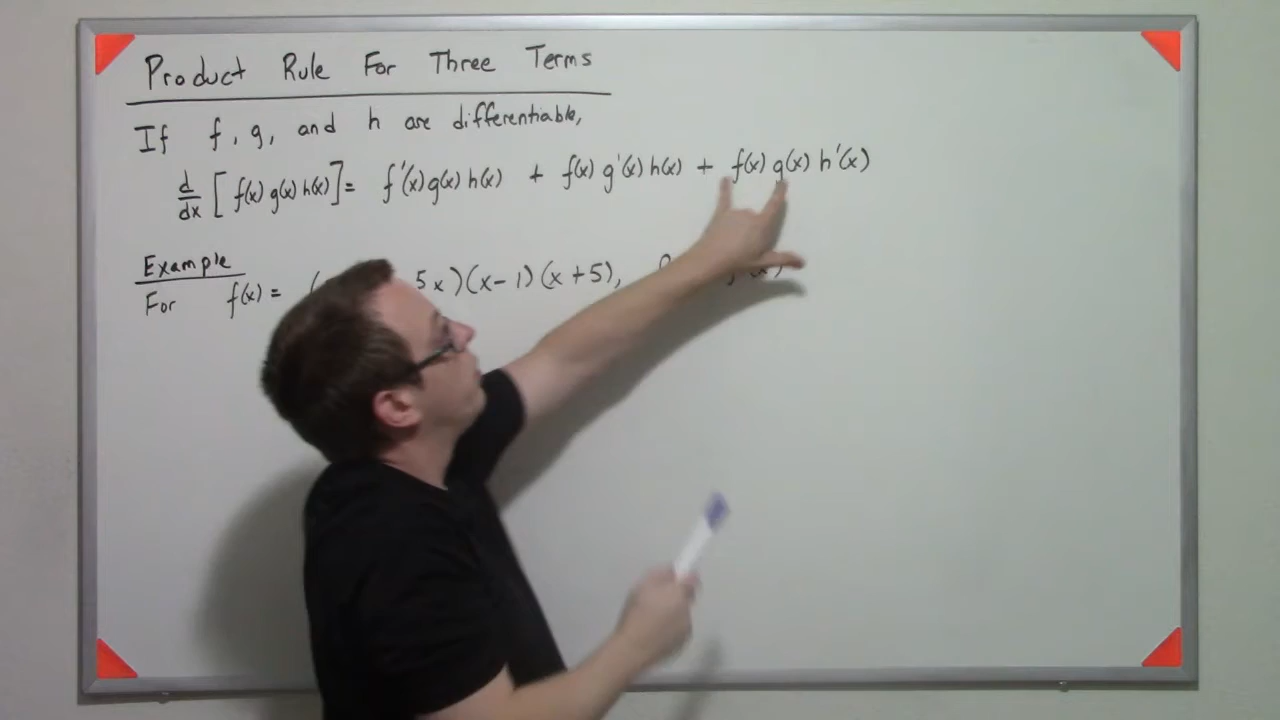 Product Rule For Three Terms
If f, g, and h are differentiable,
d/dx [f(x) g(x) h(x)] = f'(x) g(x) h(x) + f(x) g'(x) h(x) + f(x) g(x) h'(x)
Example
For f(x) = ( 5x)(x-1)(x+5),